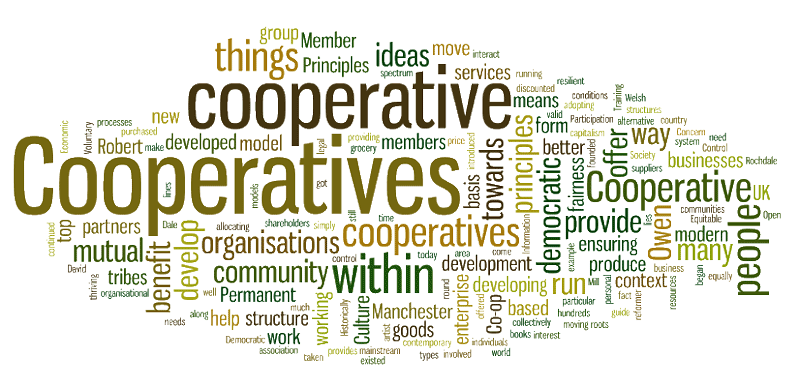 group
Member
things
ideas
move
interact
Principles
spectrum
services
running
resilient
discounted
cooperative
means
conditions
adopting
Training
Welsh
Economic
Voluntary
processes
purchased
new
Robert
make
developed
model
legal
providing
grocery
members
price
introduced
basis
towards
principles
valid
form
Participation
alternative
structures
country
capitalism
better
founded
offer
way
Concern
system
need
Control
Society
suppliers
businesses
Rochdale
Cooperatives
lines
models
got
democratic
fairness
Cooperative
UK
continued
top
partners
Dale
allocating
shareholders
simply
still
time
cooperatives
Information
provide
lies
Owen
communities
Equitable
Open
people
mutual
benefit
develop
organisations
control
today
area
come
example
ensuring
modern
many
David
thriving
tribes
organisational
community
within
development
produce
business
began
equally
well
Permanent
round
offered
enterprise
developing
run
Mill
personal
context
resources
along
needs
help
structure
much
working
Historically
Culture
Manchester
artist
goods
Co-op
based
particular
hundreds
fact
reformer
guide
collectively
moving
roots
Democratic
work
association
taken
provides
mainstream
existed
contemporary
types
involved
individuals
world
books
interest